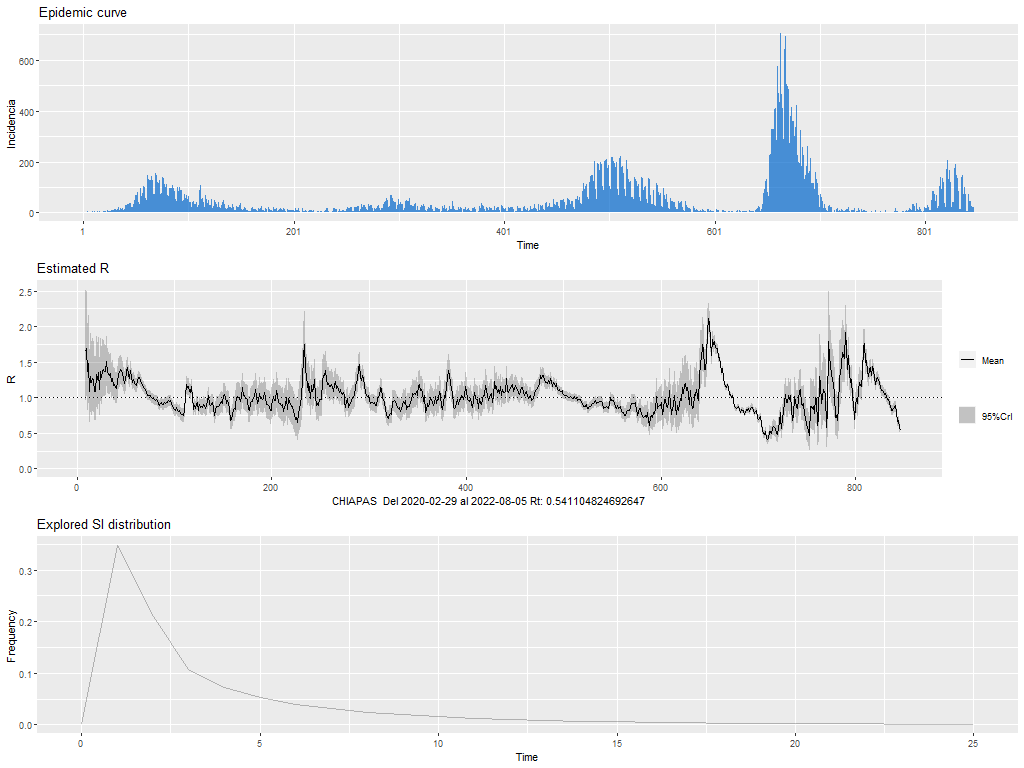 Epidemic curve
Incidencia
600
400
200
0
1
201
401
601
801
Time
Estimated R
R
2.5
2.0
1.5
1.0
0.5
0.0
0
200
400
600
800
Mean
95%CrI
CHIAPAS Del 2020-02-29 al 2022-08-05 Rt: 0.541104824692647
Explored SI distribution
Frequency
0.3
0.2
0.1
0.0
0
5
10
15
20
25
Time